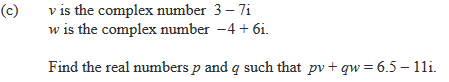 (c) v is the complex number 3 – 7i
w is the complex number −4 + 6i.
Find the real numbers p and q such that pv + qw = 6.5 – 11i.